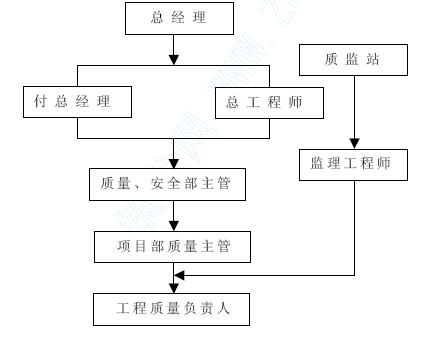 总经理
质监站
付总经理
总工程师
监理工程师
质量、安全部主管
项目部质量主管
工程质量负责人